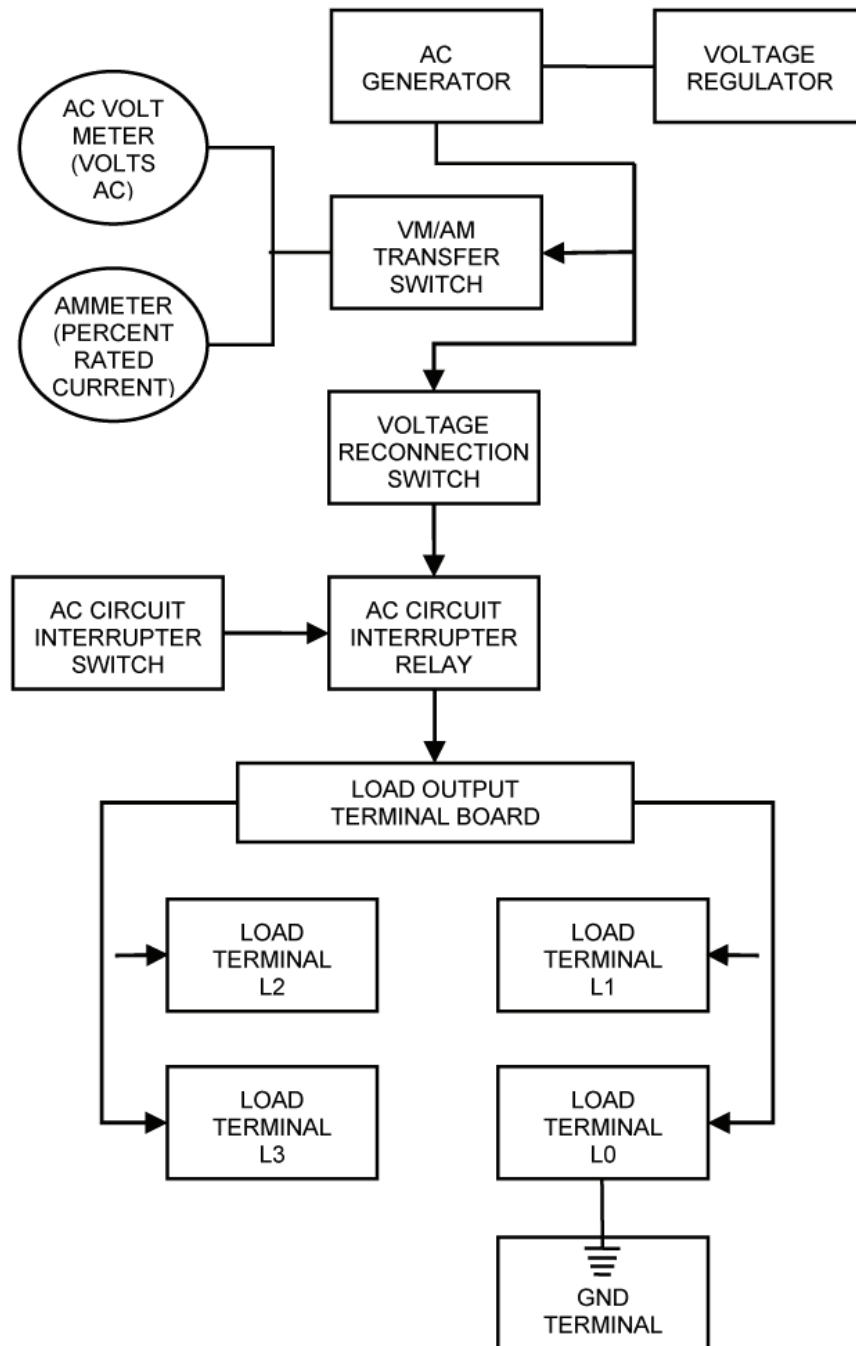 AC
GENERATOR
VOLTAGE
REGULATOR
AC VOLT
METER
(VOLTS
AC)
VM/AM
TRANSFER
SWITCH
AMMETER
(PERCENT
RATED
CURRENT)
VOLTAGE
RECONNECTION
SWITCH
AC CIRCUIT
INTERRUPTER
SWITCH
AC CIRCUIT
INTERRUPTER
RELAY
LOAD OUTPUT
TERMINAL BOARD
LOAD
TERMINAL
L2
LOAD
TERMINAL
L1
LOAD
TERMINAL
L3
LOAD
TERMINAL
L0
GND
TERMINAL